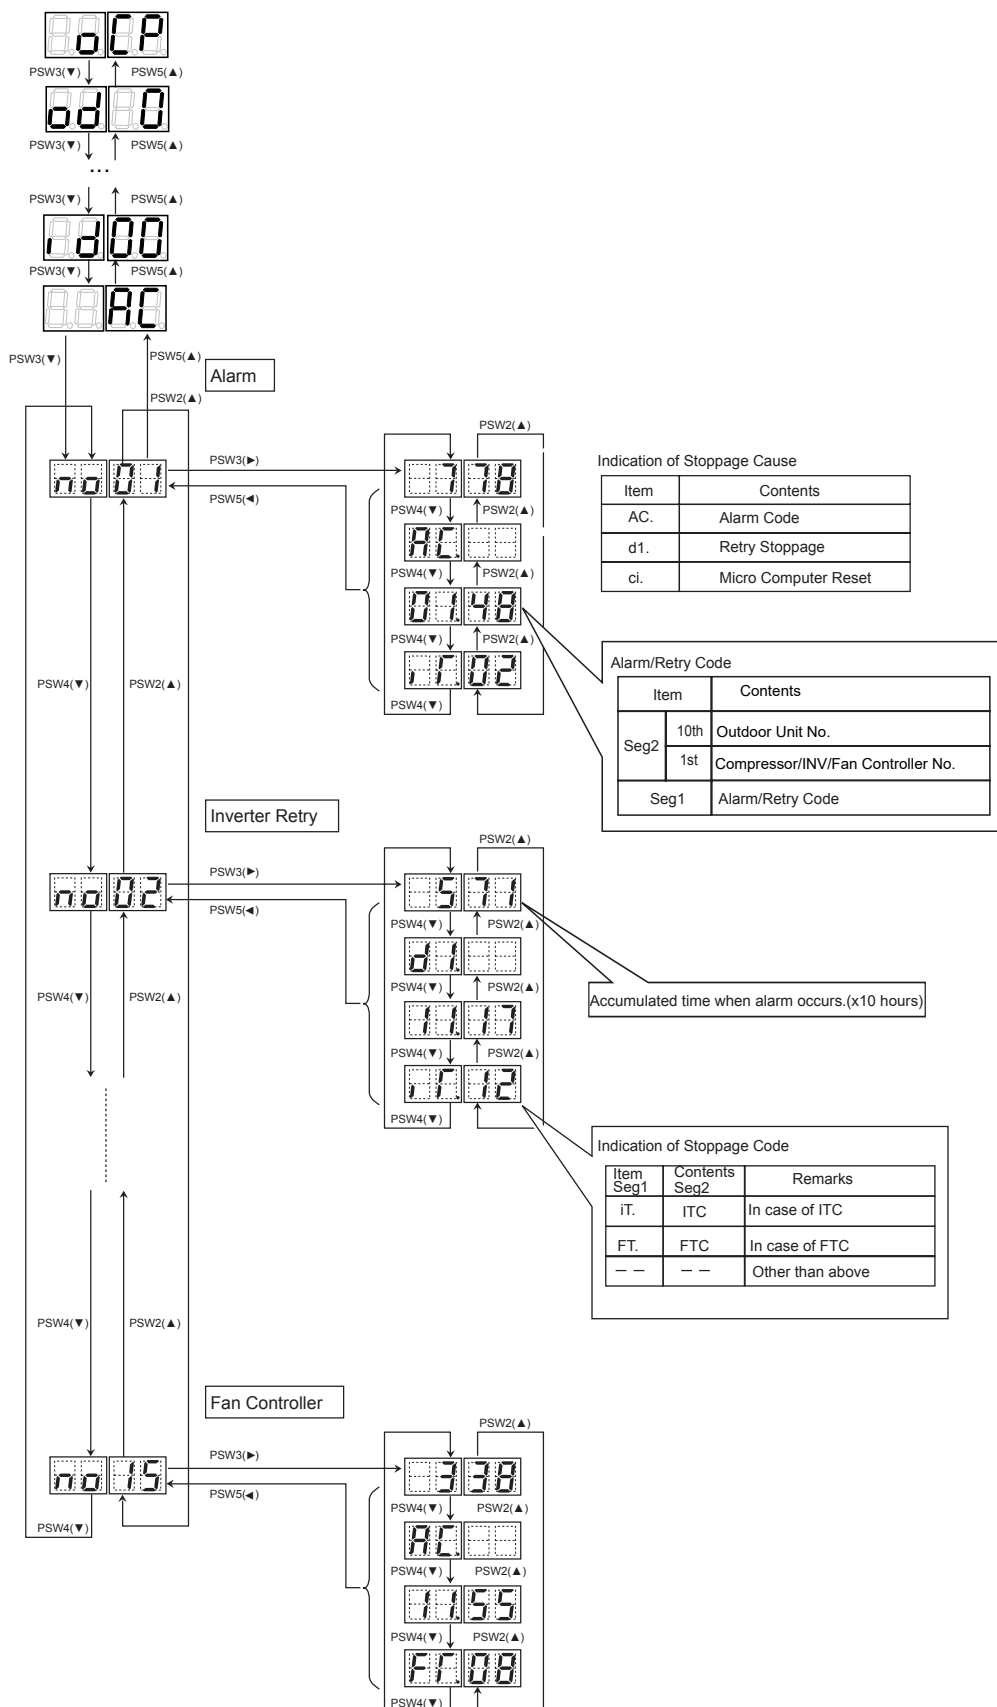 oCP
PSW3(▼) PSW5(▲)
od 0
PSW3(▼) PSW5(▲)
...
PSW3(▼) PSW5(▲)
id00
PSW3(▼) PSW5(▲)
AC
PSW3(▼) PSW5(▲)
Alarm
PSW2(▲)
no 01
PSW3(►)
PSW5(◄)
PSW4(▼) PSW2(▲)
PSW2(▲)
7 78
PSW4(▼) PSW2(▲)
AC.
PSW4(▼) PSW2(▲)
01.48
PSW4(▼) PSW2(▲)
iT.02
PSW4(▼)
Indication of Stoppage Cause
Item Contents
AC. Alarm Code
d1. Retry Stoppage
ci. Micro Computer Reset
Alarm/Retry Code
Item Contents
Seg2 10th Outdoor Unit No.
1st Compressor/INV/Fan Controller No.
Seg1 Alarm/Retry Code
Inverter Retry
no 02
PSW3(►)
PSW5(◄)
PSW4(▼) PSW2(▲)
PSW2(▲)
5 71
PSW4(▼) PSW2(▲)
d1.
PSW4(▼) PSW2(▲)
11.17
PSW4(▼) PSW2(▲)
iT.12
PSW4(▼)
Accumulated time when alarm occurs.(x10 hours)
Indication of Stoppage Code
Item Seg1 Contents Seg2 Remarks
iT. ITC In case of ITC
FT. FTC In case of FTC
– – – – Other than above
PSW4(▼) PSW2(▲)
Fan Controller
no 15
PSW3(►)
PSW5(◄)
PSW4(▼)
PSW2(▲)
3 38
PSW4(▼) PSW2(▲)
AC.
PSW4(▼) PSW2(▲)
11.55
PSW4(▼) PSW2(▲)
FT.08
PSW4(▼)